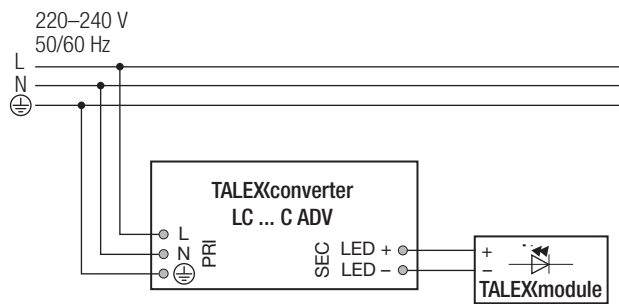 220–240 V
50/60 Hz
L
N
TALEXconverter
LC ... C ADV
L
N
PRI
SEC
LED +
LED –
+
–
TALEXmodule